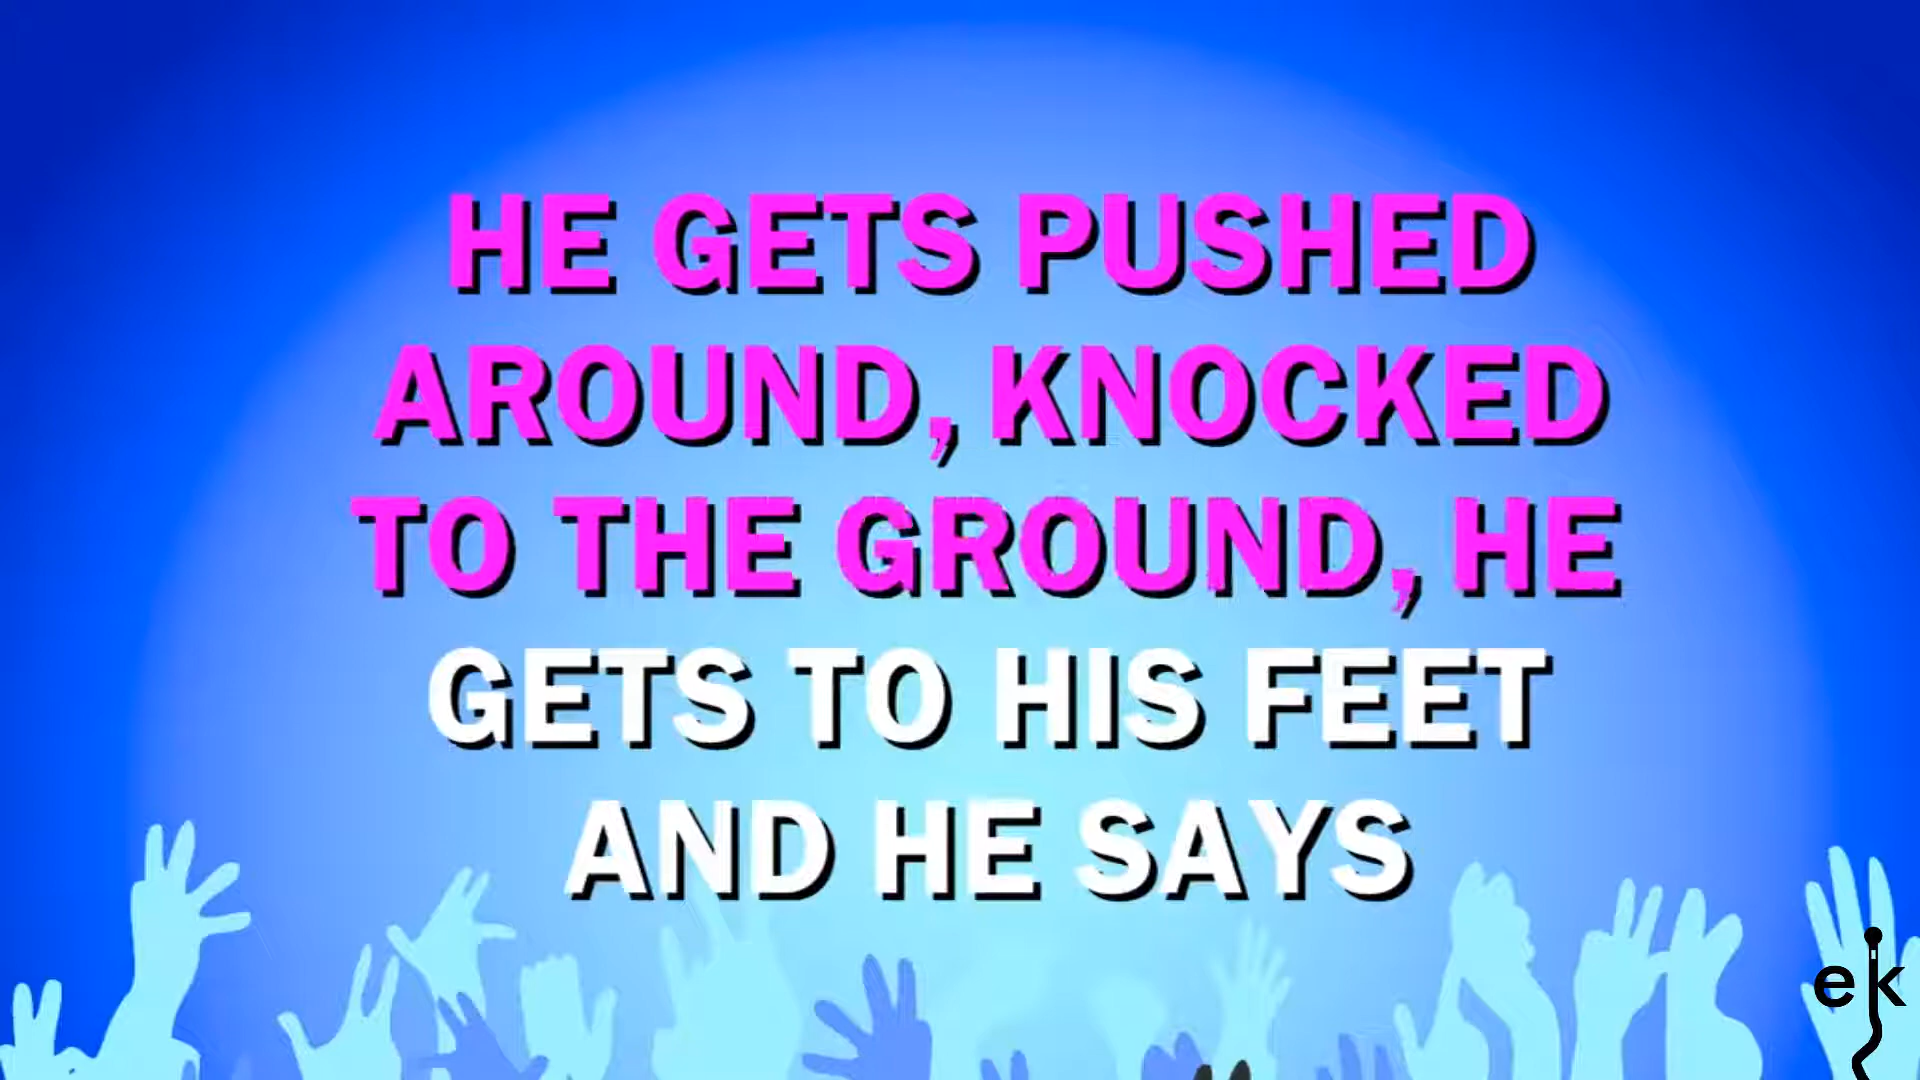 HE GETS PUSHED
AROUND, KNOCKED
TO THE GROUND, HE
GETS TO HIS FEET
AND HE SAYS
ek